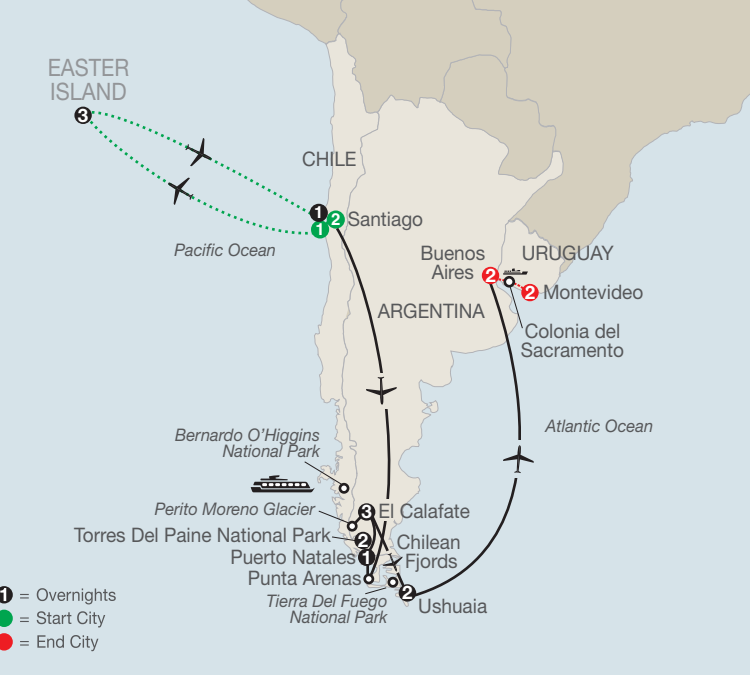 EASTER
ISLAND
3
CHILE
1
2 Santiago
1
Pacific Ocean
Buenos
Aires
2
URUGUAY
2 Montevideo
ARGENTINA
Colonia del
Sacramento
Atlantic Ocean
Bernardo O'Higgins
National Park
Perito Moreno Glacier
3 El Calafate
Torres Del Paine National Park
2
Chilean
Fjords
Puerto Natales
1
Punta Arenas
Tierra Del Fuego
National Park
2
Ushuaia
1 = Overnights
= Start City
= End City